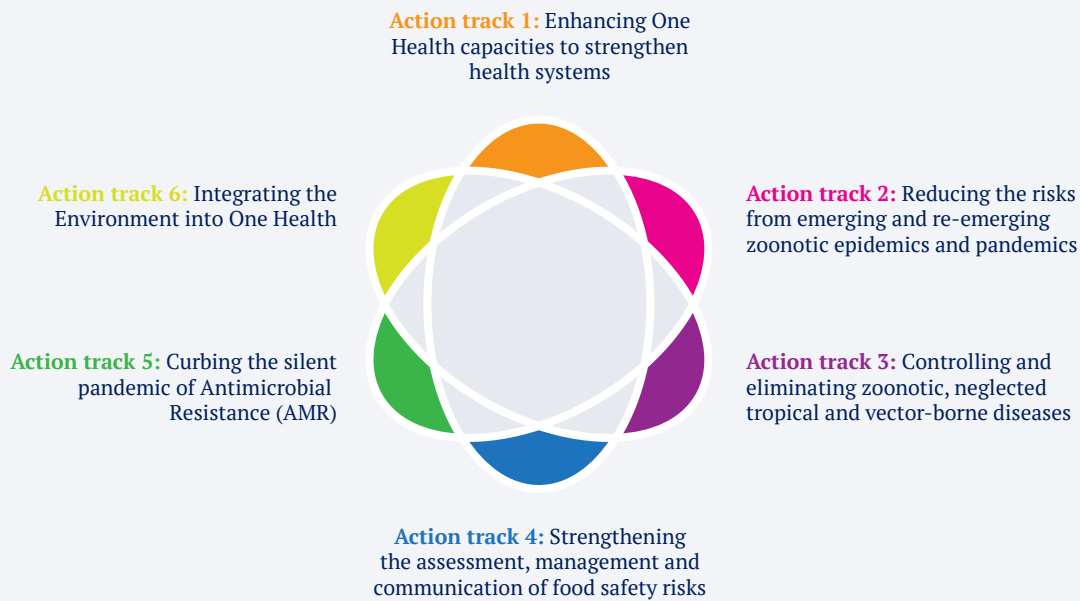 Action track 1: Enhancing One
Health capacities to strengthen
health systems
Action track 2: Reducing the risks
from emerging and re-emerging
zoonotic epidemics and pandemics
Action track 3: Controlling and
eliminating zoonotic, neglected
tropical and vector-borne diseases
Action track 4: Strengthening
the assessment, management and
communication of food safety risks
Action track 5: Curbing the silent
pandemic of Antimicrobial
Resistance (AMR)
Action track 6: Integrating the
Environment into One Health